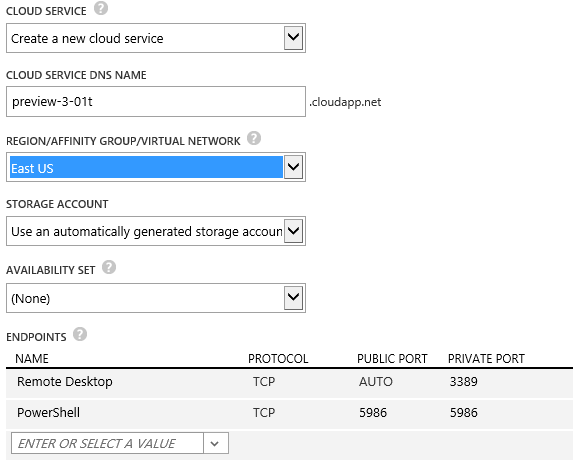 CLOUD SERVICE ?
Create a new cloud service
CLOUD SERVICE DNS NAME
preview-3-01t .cloudapp.net
REGION/AFFINITY GROUP/VIRTUAL NETWORK ?
East US
STORAGE ACCOUNT
Use an automatically generated storage accoun
AVAILABILITY SET ?
(None)
ENDPOINTS ?
NAME PROTOCOL PUBLIC PORT PRIVATE PORT
Remote Desktop TCP AUTO 3389
PowerShell TCP 5986 5986
ENTER OR SELECT A VALUE